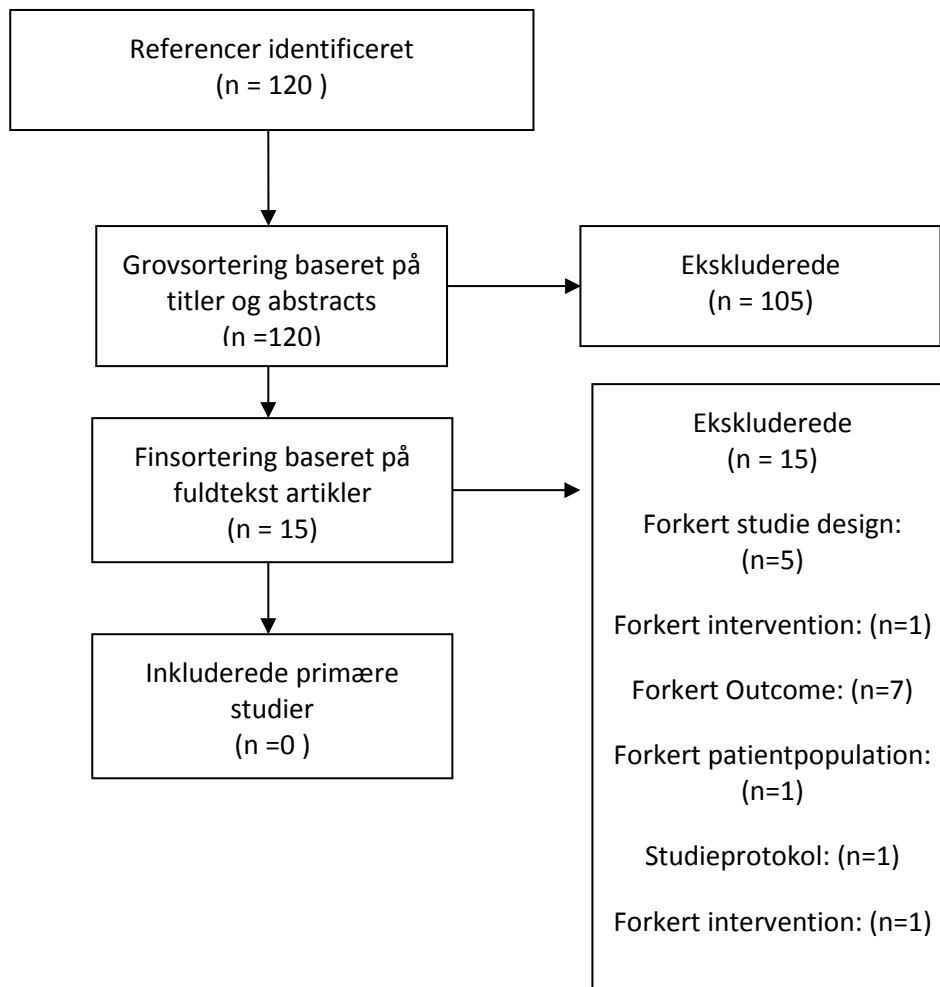 Referencer identificeret
(n = 120 )
Grovsortering baseret på
titler og abstracts
(n =120)
Ekskluderede
(n = 105)
Finsortering baseret på
fuldtekst artikler
(n = 15)
Ekskluderede
(n = 15)
Forkert studie design:
(n=5)
Forkert intervention: (n=1)
Forkert Outcome: (n=7)
Forkert patientpopulation:
(n=1)
Studieprotokol: (n=1)
Forkert intervention: (n=1)
Inkluderede primære
studier
(n =0 )